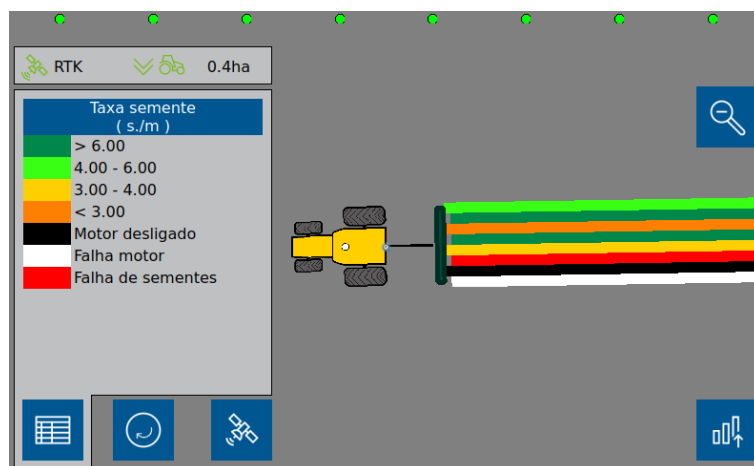 RTK 0.4ha
Taxa semente
( s./m )
> 6.00
4.00 - 6.00
3.00 - 4.00
< 3.00
Motor desligado
Falha motor
Falha de sementes